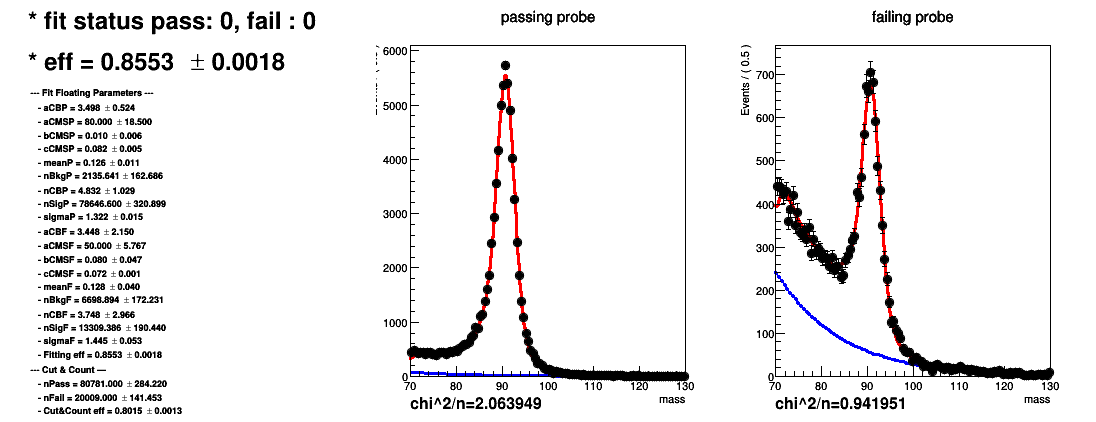 * fit status pass: 0, fail : 0
* eff = 0.8553 ± 0.0018
--- Fit Floating Parameters ---
- aCBP = 3.498 ± 0.524
- aCMSP = 80.000 ± 18.500
- bCMSP = 0.010 ± 0.006
- cCMSP = 0.082 ± 0.005
- meanP = 0.126 ± 0.011
- nBkgP = 2135.641 ± 162.686
- nCBP = 4.832 ± 1.029
- nSigP = 78646.600 ± 320.899
- sigmaP = 1.322 ± 0.015
- aCBF = 3.448 ± 2.150
- aCMSF = 50.000 ± 5.767
- bCMSF = 0.080 ± 0.047
- cCMSF = 0.072 ± 0.001
- meanF = 0.128 ± 0.040
- nBkgF = 6698.894 ± 172.231
- nCBF = 3.748 ± 2.966
- nSigF = 13309.386 ± 190.440
- sigmaF = 1.445 ± 0.053
- Fitting eff = 0.8553 ± 0.0018
--- Cut & Count ---
- nPass = 80781.000 ± 284.220
- nFail = 20009.000 ± 141.453
- Cut&Count eff = 0.8015 ± 0.0013
passing probe
6000
5000
4000
3000
2000
1000
0
70 80 90 100 110 120 130
mass
chi^2/n=2.063949
failing probe
Events / ( 0.5 )
700
600
500
400
300
200
100
0
70 80 90 100 110 120 130
mass
chi^2/n=0.941951